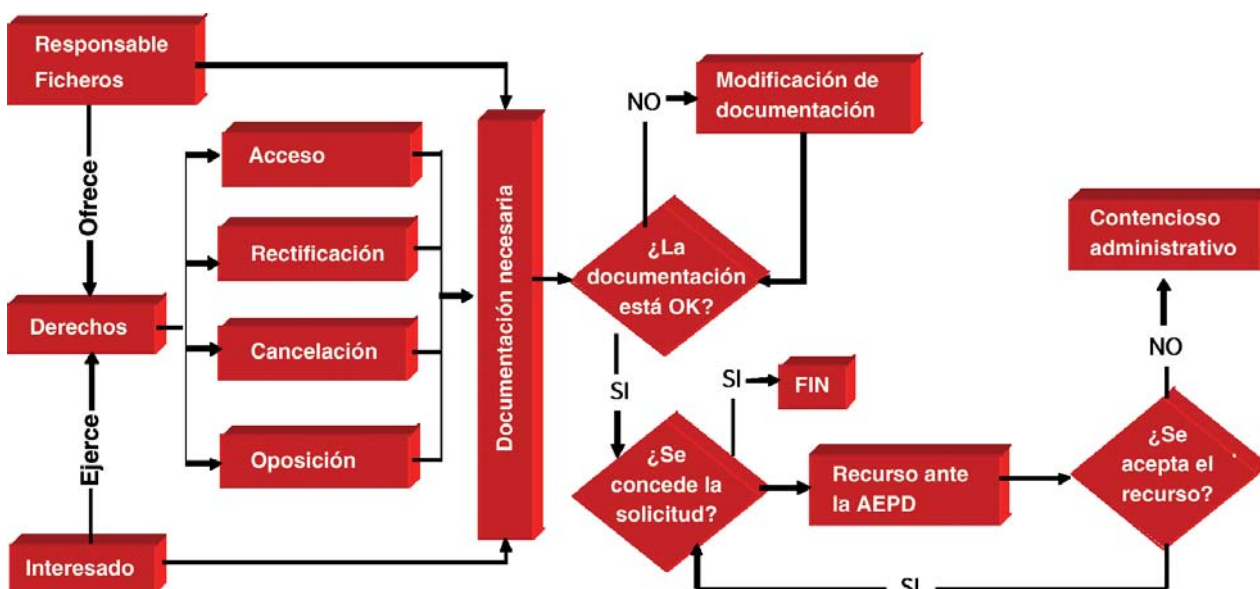 Responsable
Ficheros
Ofrece
Derechos
Ejerce
Interesado
Acceso
Rectificación
Cancelación
Oposición
Documentación necesaria
NO
Modificación de
documentación
¿La
documentación
está OK?
SI
SI
FIN
¿Se
concede la
solicitud?
Recurso ante
la AEPD
Contencioso
administrativo
NO
¿Se
acepta el
recurso?
SI